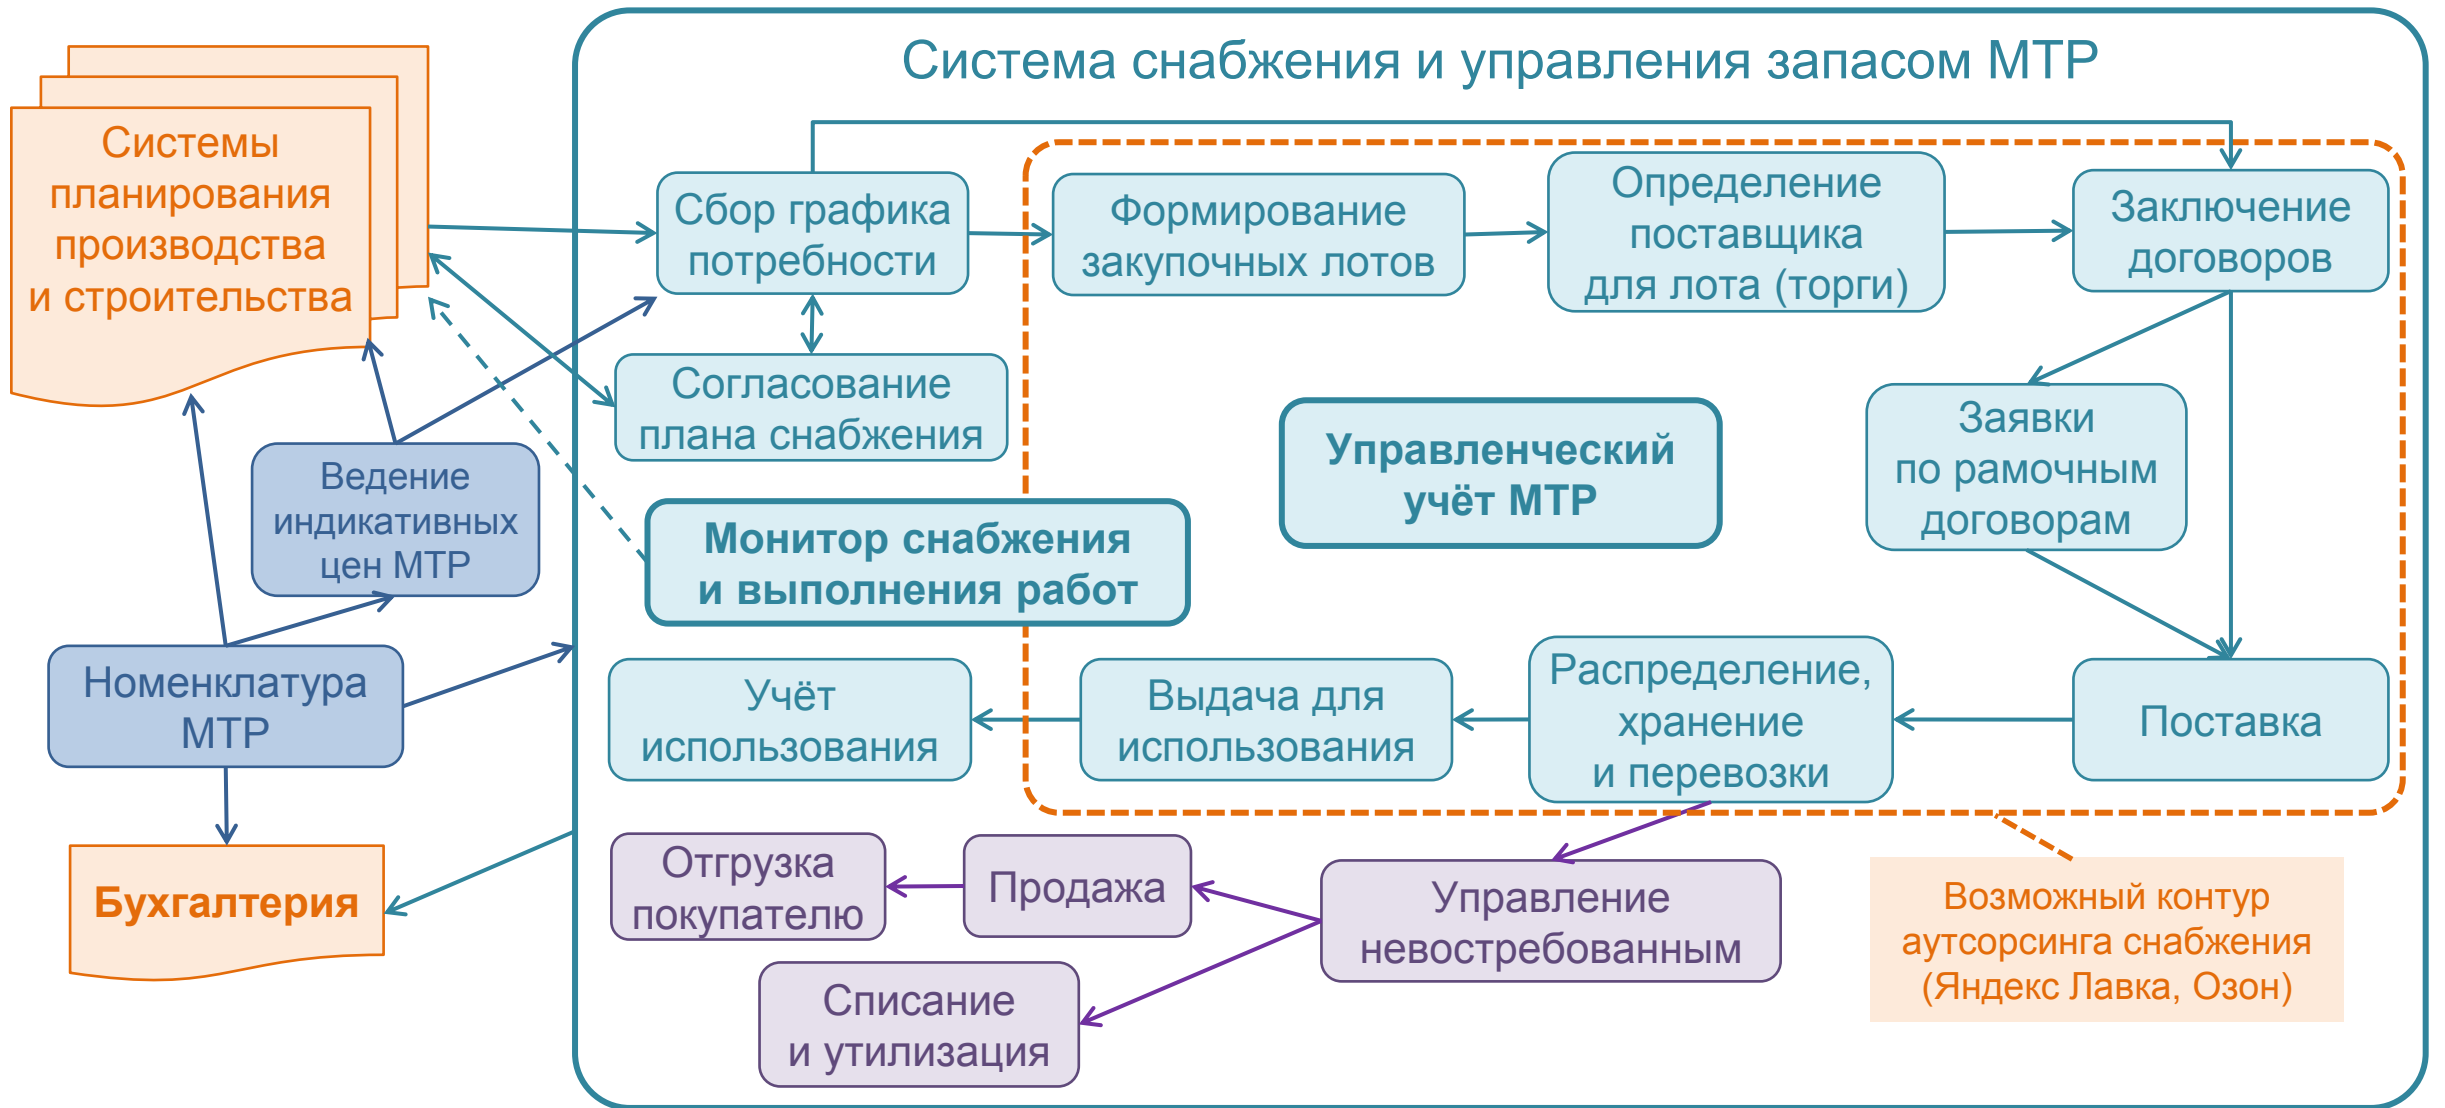 Система снабжения и управления запасом МТР
Системы
планирования
производства
и строительства
Сбор графика
потребности
Формирование
закупочных лотов
Определение
поставщика
для лота (торги)
Заключение
договоров
Согласование
плана снабжения
Заявки
по рамочным
договорам
Управленческий
учёт МТР
Ведение
индикативных
цен МТР
Монитор снабжения
и выполнения работ
Номенклатура
МТР
Учёт
использования
Выдача для
использования
Распределение,
хранение
и перевозки
Поставка
Бухгалтерия
Отгрузка
покупателю
Продажа
Управление
невостребованным
Списание
и утилизация
Возможный контур
аутсорсинга снабжения
(Яндекс Лавка, Озон)